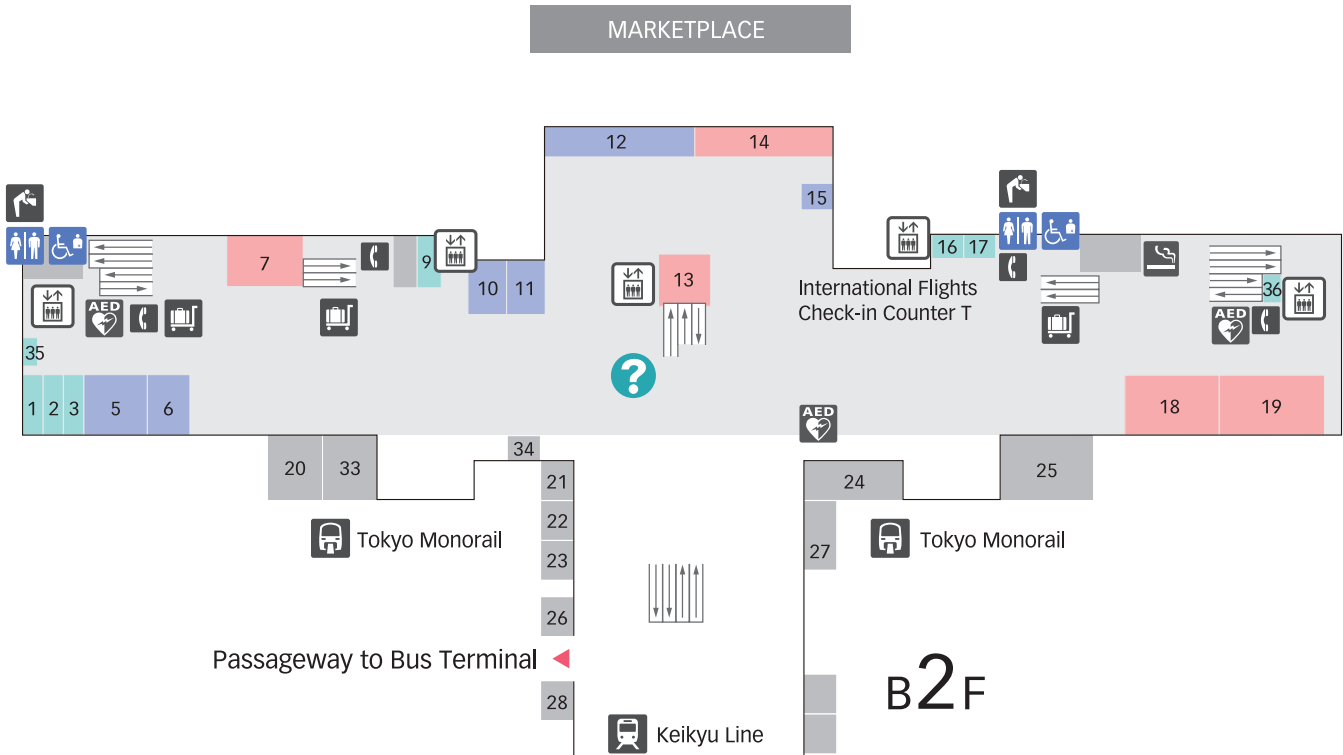 MARKETPLACE
12
14
15
7
9
10
11
13
16
17
36
International Flights
Check-in Counter T
AED
AED
35
?
1
2
3
5
6
18
19
AED
20
33
34
21
24
25
22
23
27
Tokyo Monorail
Tokyo Monorail
26
Passageway to Bus Terminal
28
B2F
Keikyu Line